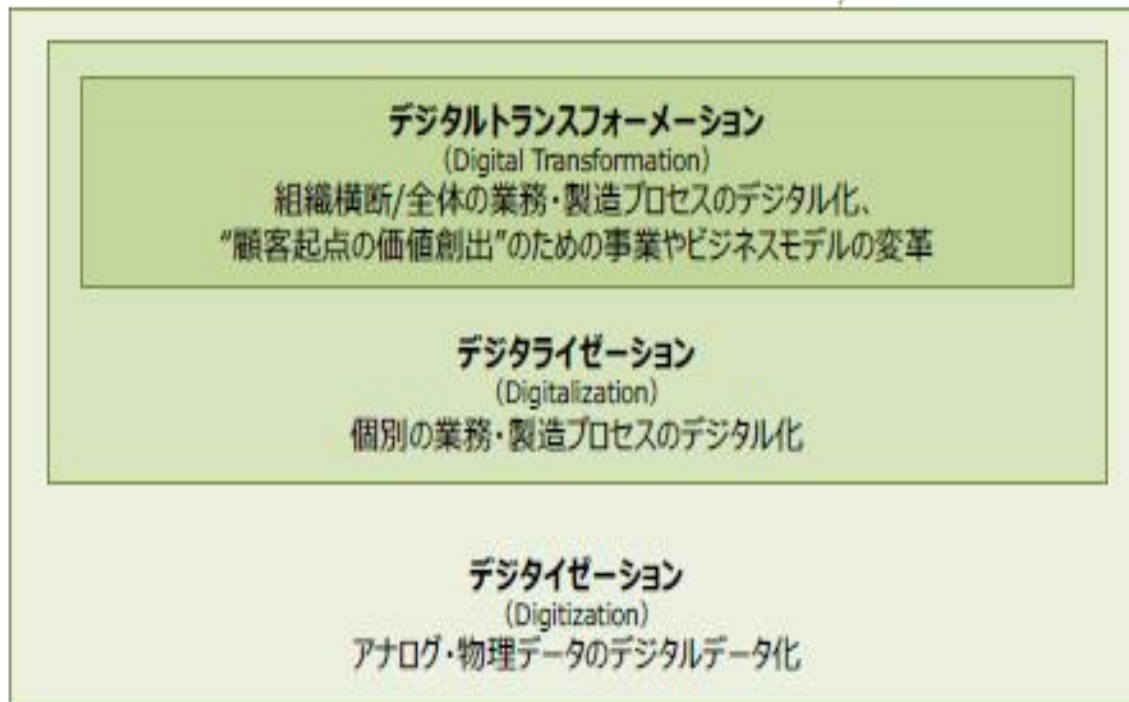 デジタルトランスフォーメーション
(Digital Transformation)
組織横断/全体の業務・製造プロセスのデジタル化、
“顧客起点の価値創出”のための事業やビジネスモデルの変革
デジタライゼーション
(Digitalization)
個別の業務・製造プロセスのデジタル化
デジタイゼーション
(Digitization)
アナログ・物理データのデジタルデータ化